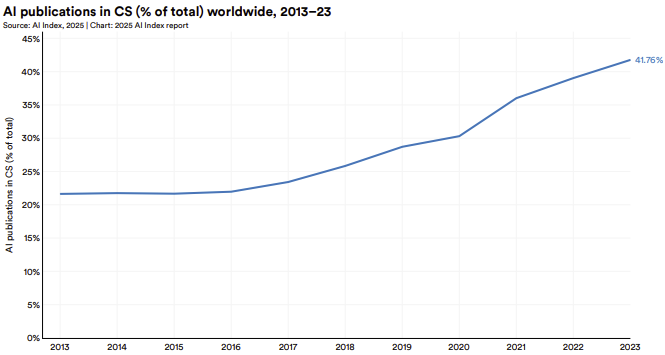 AI publications in CS (% of total) worldwide, 2013–23
Source: AI Index, 2025 | Chart: 2025 AI Index report
45%
40%
35%
30%
25%
20%
15%
10%
5%
0%
AI publications in CS (% of total)
41.76%
2013 2014 2015 2016 2017 2018 2019 2020 2021 2022 2023